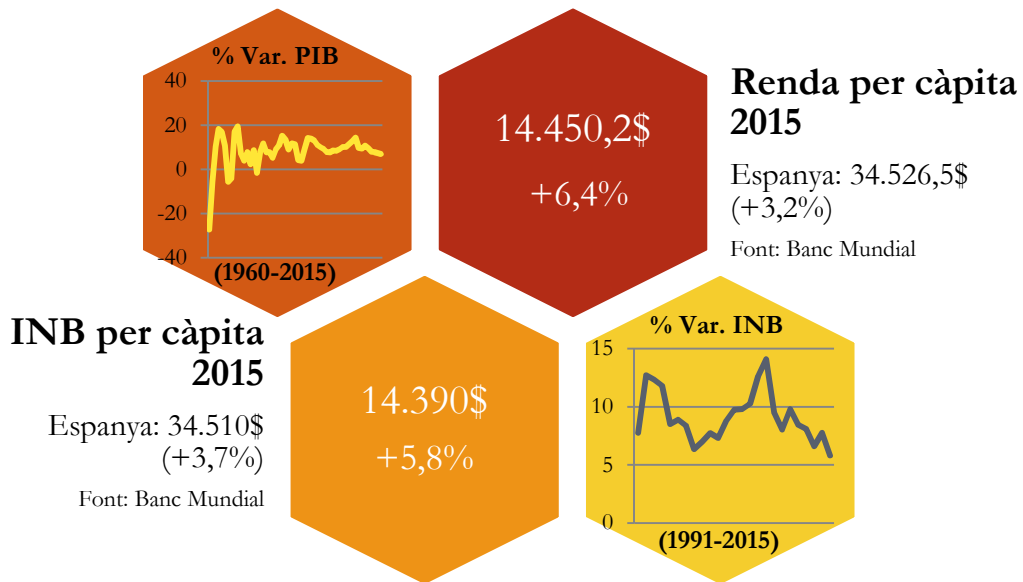 % Var. PIB
40
20
0
-20
-40
(1960-2015)
14.450,2$
+6,4%
Renda per càpita
2015
Espanya: 34.526,5$
(+3,2%)
Font: Banc Mundial
INB per càpita
2015
Espanya: 34.510$
(+3,7%)
Font: Banc Mundial
14.390$
+5,8%
% Var. INB
15
10
5
0
(1991-2015)